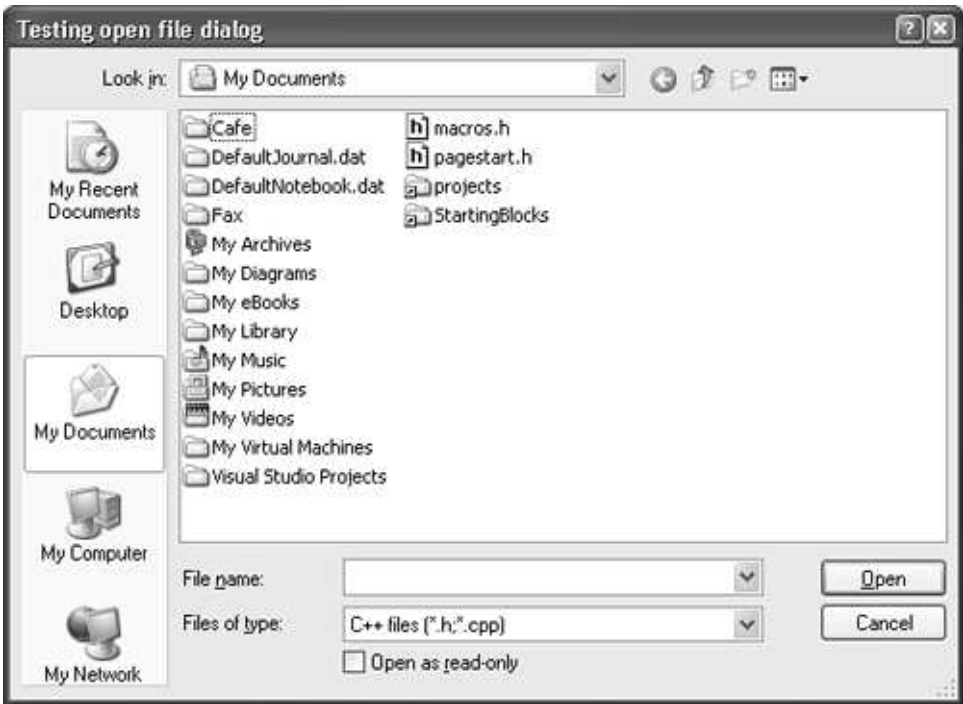 Testing open file dialog
Look in: My Documents
Cafe
DefaultJournal.dat
DefaultNotebook.dat
Fax
My Archives
My Diagrams
My eBooks
My Library
My Music
My Pictures
My Videos
My Virtual Machines
Visual Studio Projects
macros.h
pagestart.h
projects
StartingBlocks
My Recent
Documents
Desktop
My Documents
My Computer
My Network
File name:
Open
Files of type: C++ files (*.h;*.cpp)
Cancel
Open as read-only